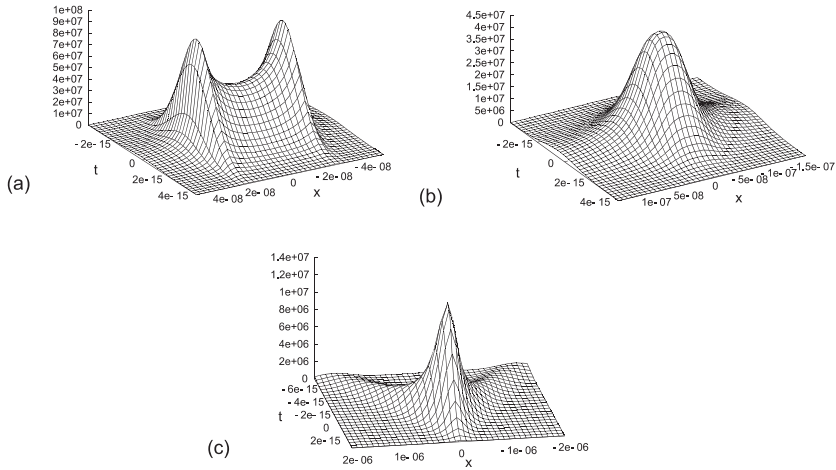 1e+08
9e+07
8e+07
7e+07
6e+07
5e+07
4e+07
3e+07
2e+07
1e+07
0
- 2e- 15
0
2e- 15
4e- 15
t
4e- 08
2e- 08
0
- 2e- 08
- 4e- 08
x
(a)
4.5e+07
4e+07
3.5e+07
3e+07
2.5e+07
2e+07
1.5e+07
1e+07
5e+06
0
- 2e- 15
0
2e- 15
4e- 15
t
1e- 07
5e- 08
0
- 5e- 08
- 1e- 07
- 1.5e- 07
x
(b)
1.4e+07
1.2e+07
1e+07
8e+06
6e+06
4e+06
2e+06
0
- 6e- 15
- 4e- 15
- 2e- 15
0
2e- 15
t
2e- 06
1e- 06
0
- 1e- 06
- 2e- 06
x
(c)